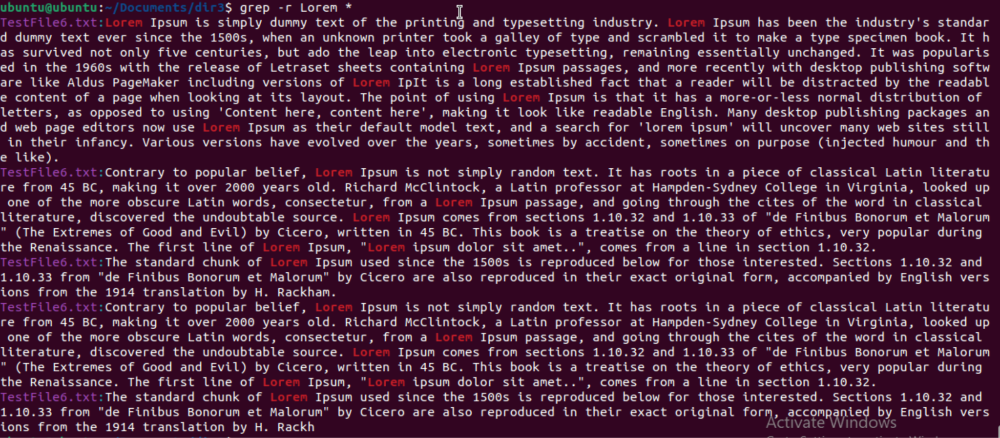 ubuntu@ubuntu:~/Documents/dir3$ grep -r Lorem *
TestFile6.txt:Lorem Ipsum is simply dummy text of the printing and typesetting industry. Lorem Ipsum has been the industry's standar
d dummy text ever since the 1500s, when an unknown printer took a galley of type and scrambled it to make a type specimen book. It h
as survived not only five centuries, but ado the leap into electronic typesetting, remaining essentially unchanged. It was popularis
ed in the 1960s with the release of Letraset sheets containing Lorem Ipsum passages, and more recently with desktop publishing softw
are like Aldus PageMaker including versions of Lorem IpIt is a long established fact that a reader will be distracted by the readabl
e content of a page when looking at its layout. The point of using Lorem Ipsum is that it has a more-or-less normal distribution of
letters, as opposed to using 'Content here, content here', making it look like readable English. Many desktop publishing packages an
d web page editors now use Lorem Ipsum as their default model text, and a search for 'lorem ipsum' will uncover many web sites still
 in their infancy. Various versions have evolved over the years, sometimes by accident, sometimes on purpose (injected humour and th
e like).
TestFile6.txt:Contrary to popular belief, Lorem Ipsum is not simply random text. It has roots in a piece of classical Latin literatu
re from 45 BC, making it over 2000 years old. Richard McClintock, a Latin professor at Hampden-Sydney College in Virginia, looked up
 one of the more obscure Latin words, consectetur, from a Lorem Ipsum passage, and going through the cites of the word in classical
literature, discovered the undoubtable source. Lorem Ipsum comes from sections 1.10.32 and 1.10.33 of "de Finibus Bonorum et Malorum
" (The Extremes of Good and Evil) by Cicero, written in 45 BC. This book is a treatise on the theory of ethics, very popular during
the Renaissance. The first line of Lorem Ipsum, "Lorem ipsum dolor sit amet..", comes from a line in section 1.10.32.
TestFile6.txt:The standard chunk of Lorem Ipsum used since the 1500s is reproduced below for those interested. Sections 1.10.32 and
1.10.33 from "de Finibus Bonorum et Malorum" by Cicero are also reproduced in their exact original form, accompanied by English vers
ions from the 1914 translation by H. Rackham.
TestFile6.txt:Contrary to popular belief, Lorem Ipsum is not simply random text. It has roots in a piece of classical Latin literatu
re from 45 BC, making it over 2000 years old. Richard McClintock, a Latin professor at Hampden-Sydney College in Virginia, looked up
 one of the more obscure Latin words, consectetur, from a Lorem Ipsum passage, and going through the cites of the word in classical
literature, discovered the undoubtable source. Lorem Ipsum comes from sections 1.10.32 and 1.10.33 of "de Finibus Bonorum et Malorum
" (The Extremes of Good and Evil) by Cicero, written in 45 BC. This book is a treatise on the theory of ethics, very popular during
the Renaissance. The first line of Lorem Ipsum, "Lorem ipsum dolor sit amet..", comes from a line in section 1.10.32.
TestFile6.txt:The standard chunk of Lorem Ipsum used since the 1500s is reproduced below for those interested. Sections 1.10.32 and
1.10.33 from "de Finibus Bonorum et Malorum" by Cicero are also reproduced in their exact original form, accompanied by English vers
ions from the 1914 translation by H. Rackh
Activate Windows